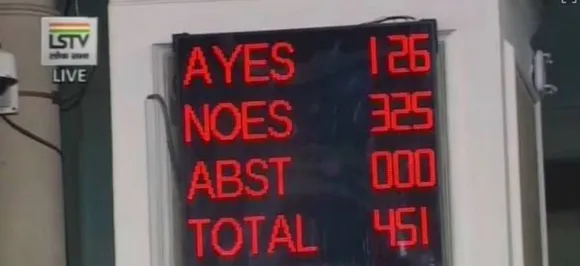 LSTV
LIVE
AYES 126
NOES 325
ABST 000
TOTAL 451